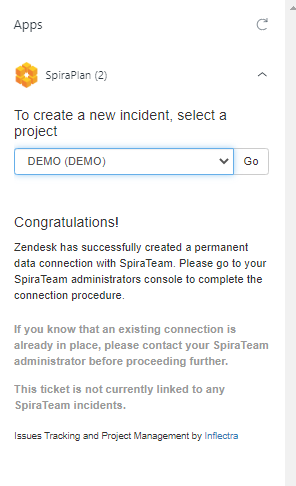 Apps
SpiraPlan (2)
To create a new incident, select a
project
DEMO (DEMO)
Go
Congratulations!
Zendesk has successfully created a permanent
data connection with SpiraTeam. Please go to your
SpiraTeam administrators console to complete the
connection procedure.
If you know that an existing connection is
already in place, please contact your SpiraTeam
administrator before proceeding further.
This ticket is not currently linked to any
SpiraTeam incidents.
Issues Tracking and Project Management by Inflectra